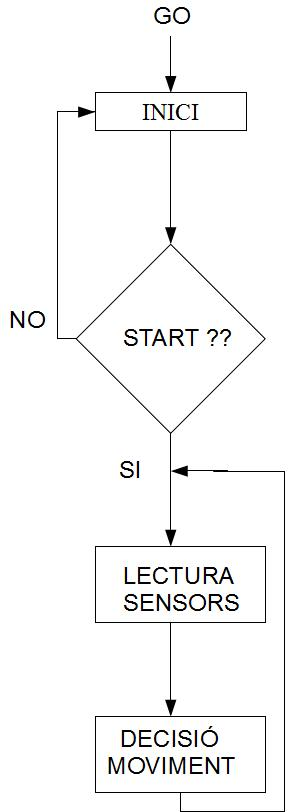 GO
INICI
START ??
NO
SI
LECTURA
SENSORS
DECISIÓ
MOVIMENT